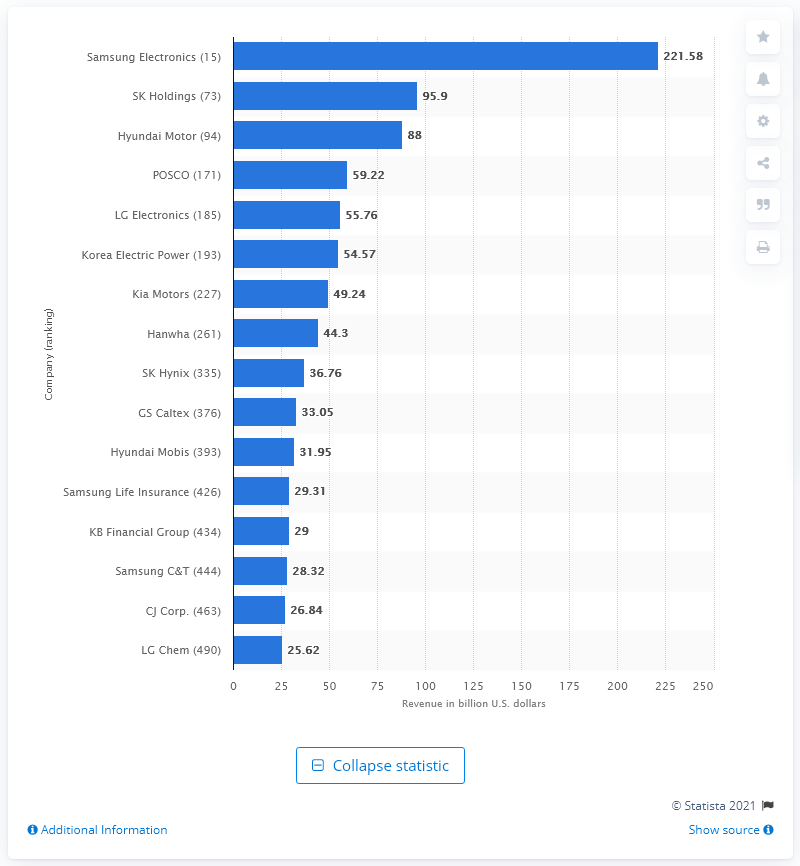 Samsung Electronics (15) 221.58
SK Holdings (73) 95.9
Hyundai Motor (94) 88
POSCO (171) 59.22
LG Electronics (185) 55.76
Korea Electric Power (193) 54.57
Kia Motors (227) 49.24
Hanwha (261) 44.3
SK Hynix (335) 36.76
GS Caltex (376) 33.05
Hyundai Mobis (393) 31.95
Samsung Life Insurance (426) 29.31
KB Financial Group (434) 29
Samsung C&T (444) 28.32
CJ Corp. (463) 26.84
LG Chem (490) 25.62
Company (ranking)
0 25 50 75 100 125 150 175 200 225 250
Revenue in billion U.S. dollars
Collapse statistic
© Statista 2021
Additional Information
Show source